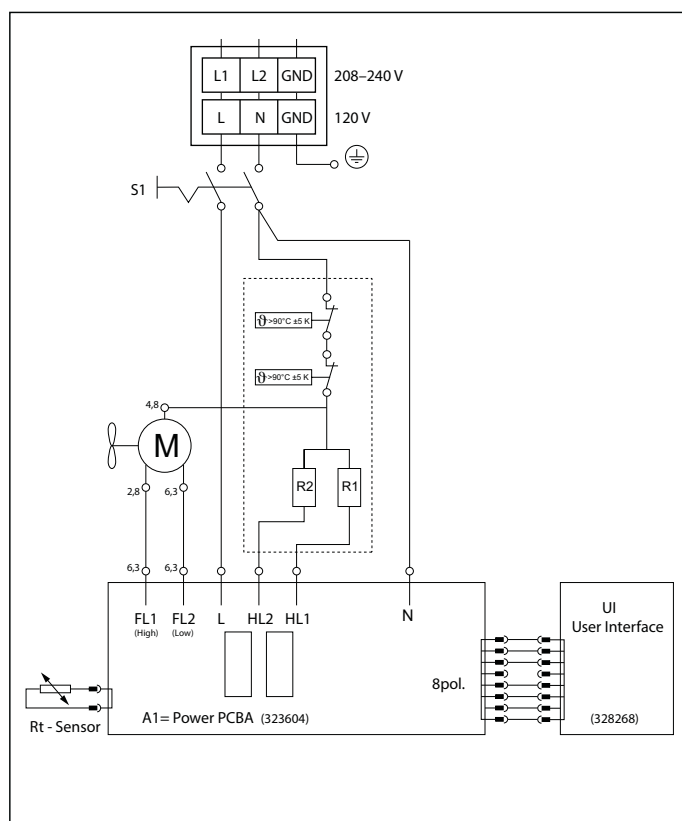 L1 L2 GND 208–240 V
L N GND 120 V
S1
ϑ >90°C ±5 K
ϑ >90°C ±5 K
4,8
M
2,8 6,3
R2 R1
6,3 6,3
FL1 FL2 L HL2 HL1 N
(High) (Low)
UI
User Interface
8pol.
A1= Power PCBA (323604) (328268)
Rt - Sensor